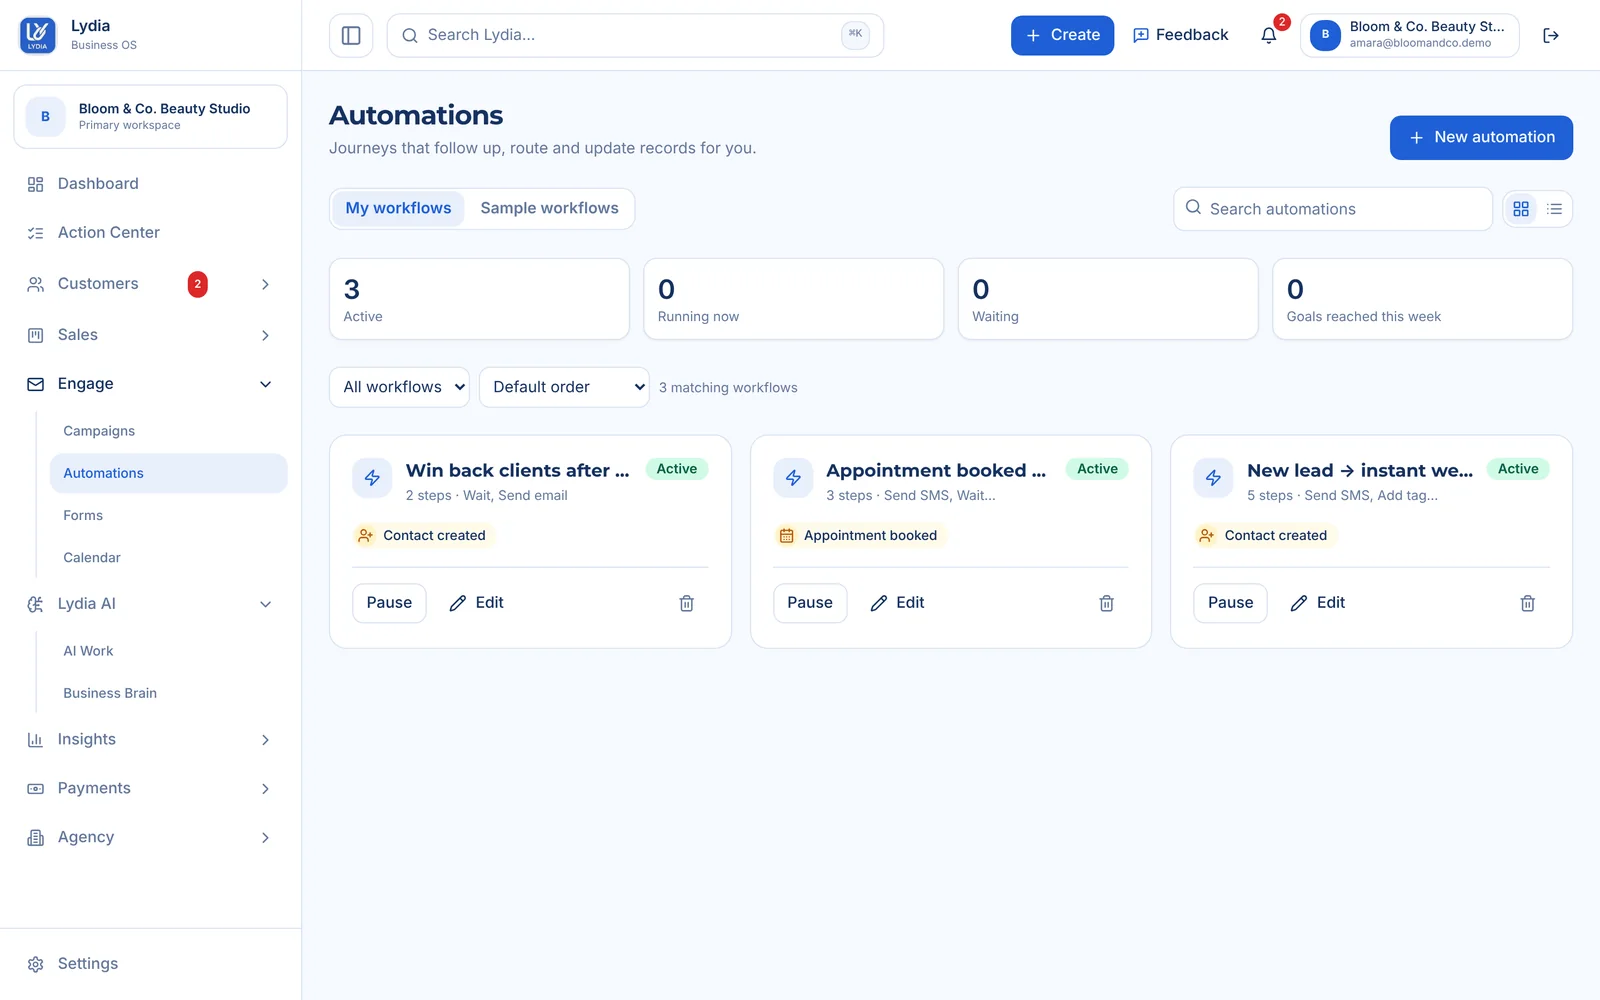 LYDIA
Lydia
Business OS
Search Lydia...
⌘K
Create
Feedback
2
B
Bloom & Co. Beauty St...
amara@bloomandco.demo
B
Bloom & Co. Beauty Studio
Primary workspace
Dashboard
Action Center
Customers
2
Sales
Engage
Campaigns
Automations
Forms
Calendar
Lydia AI
AI Work
Business Brain
Insights
Payments
Agency
Settings
Automations
Journeys that follow up, route and update records for you.
New automation
My workflows
Sample workflows
Search automations
3
Active
0
Running now
0
Waiting
0
Goals reached this week
All workflows
Default order
3 matching workflows
Win back clients after ...
Active
2 steps · Wait, Send email
Contact created
Pause
Edit
Appointment booked ...
Active
3 steps · Send SMS, Wait...
Appointment booked
Pause
Edit
New lead → instant we...
Active
5 steps · Send SMS, Add tag...
Contact created
Pause
Edit